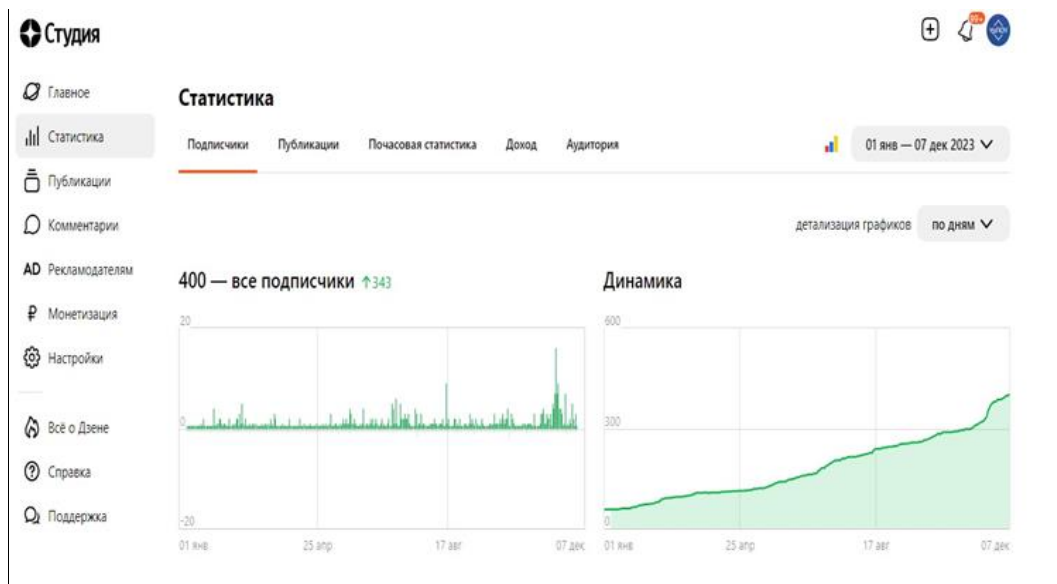 Студия
99+
Главное
Статистика
Публикации
Комментарии
AD Рекламодателям
Монетизация
Настройки
Всё о Дзене
Справка
Поддержка
Статистика
Подписчики Публикации Почасовая статистика Доход Аудитория
01 янв — 07 дек 2023
детализация графиков по дням
400 — все подписчики ↑343
20
0
-20
01 янв 25 апр 17 авг 07 дек
Динамика
600
300
0
01 янв 25 апр 17 авг 07 дек